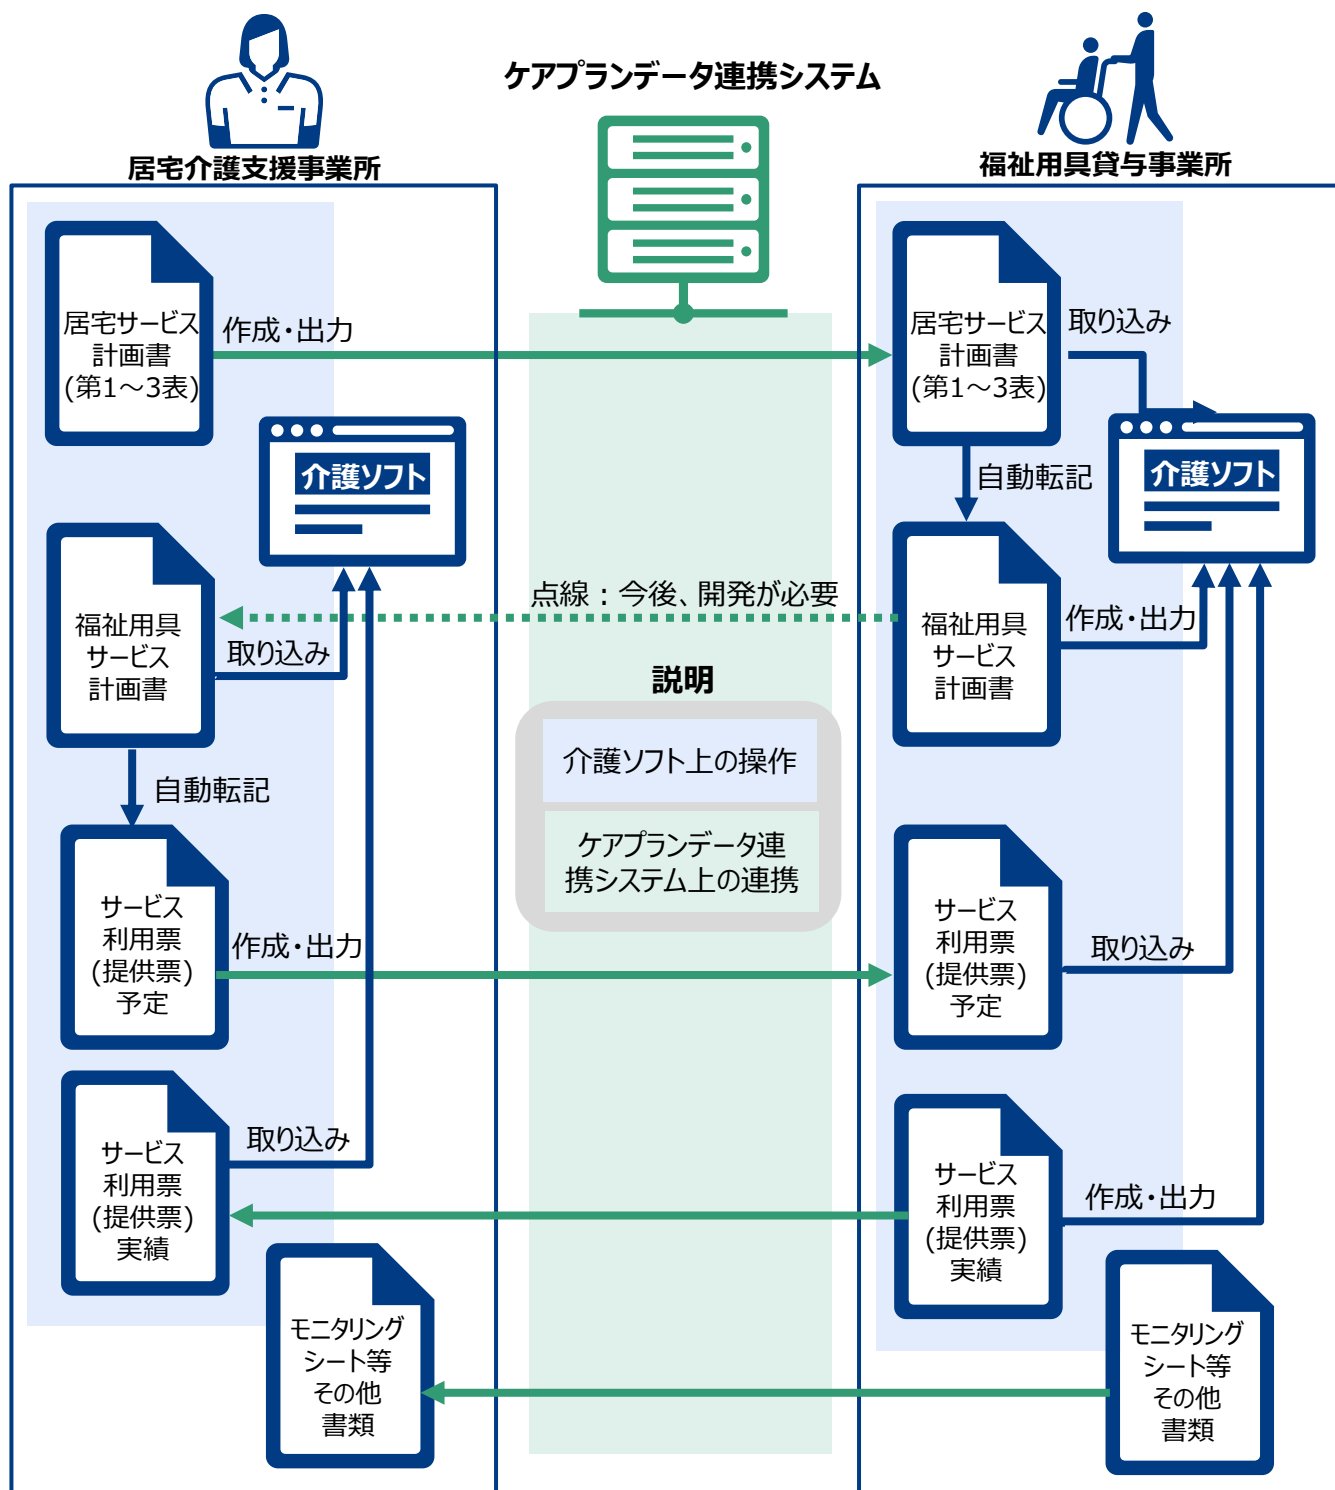 ケアプランデータ連携システム
居宅介護支援事業所
福祉用具貸与事業所
居宅サービス
計画書
(第1～3表)
作成・出力
居宅サービス
計画書
(第1～3表)
取り込み
介護ソフト
介護ソフト
自動転記
点線：今後、開発が必要
福祉用具
サービス
計画書
取り込み
福祉用具
サービス
計画書
作成・出力
説明
介護ソフト上の操作
ケアプランデータ連
携システム上の連携
自動転記
サービス
利用票
(提供票)
予定
作成・出力
サービス
利用票
(提供票)
予定
取り込み
サービス
利用票
(提供票)
実績
取り込み
サービス
利用票
(提供票)
実績
作成・出力
モニタリング
シート等
その他
書類
モニタリング
シート等
その他
書類